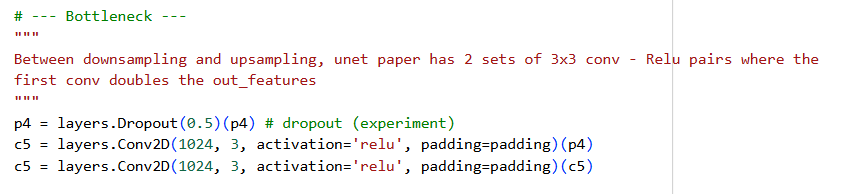 # --- Bottleneck ---
"""
Between downsampling and upsampling, unet paper has 2 sets of 3x3 conv - Relu pairs where the
first conv doubles the out_features
"""
p4 = layers.Dropout(0.5)(p4) # dropout (experiment)
c5 = layers.Conv2D(1024, 3, activation='relu', padding=padding)(p4)
c5 = layers.Conv2D(1024, 3, activation='relu', padding=padding)(c5)